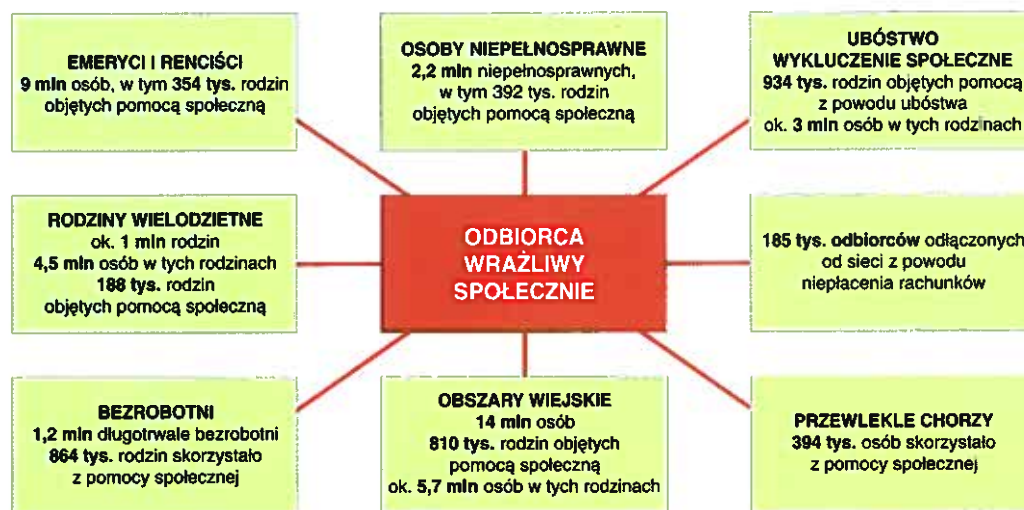 EMERYCI I RENCIŚCI
9 mln osób, w tym 354 tys. rodzin
objętych pomocą społeczną
OSOBY NIEPEŁNOSPRAWNE
2,2 mln niepełnosprawnych,
w tym 392 tys. rodzin
objętych pomocą społeczną
UBÓSTWO
WYKLUCZENIE SPOŁECZNE
934 tys. rodzin objętych pomocą
z powodu ubóstwa
ok. 3 mln osób w tych rodzinach
RODZINY WIELODZIETNE
ok. 1 mln rodzin
4,5 mln osób w tych rodzinach
188 tys. rodzin
objętych pomocą społeczną
ODBIORCA
WRAŻLIWY
SPOŁECZNIE
185 tys. odbiorców odłączonych
od sieci z powodu
niepłacenia rachunków
BEZROBOTNI
1,2 mln długotrwale bezrobotni
864 tys. rodzin skorzystało
z pomocy społecznej
OBSZARY WIEJSKIE
14 mln osób
810 tys. rodzin objętych
pomocą społeczną
ok. 5,7 mln osób w tych rodzinach
PRZEWLEKLE CHORZY
394 tys. osób skorzystało
z pomocy społecznej